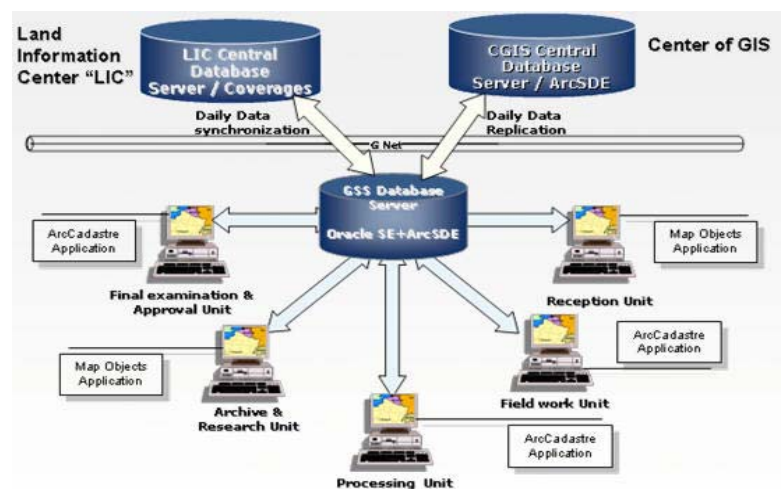 Land
Information
Center “LIC”
LIC Central
Database
Server / Coverages
CGIS Central
Database
Server / ArcSDE
Center of GIS
Daily Data
synchronization
Daily Data
Replication
G Net
GSS Database
Server
Oracle SE+ArcSDE
ArcCadastre
Application
Final examination &
Approval Unit
Map Objects
Application
Reception Unit
Map Objects
Application
Archive &
Research Unit
ArcCadastre
Application
Field work Unit
ArcCadastre
Application
Processing Unit